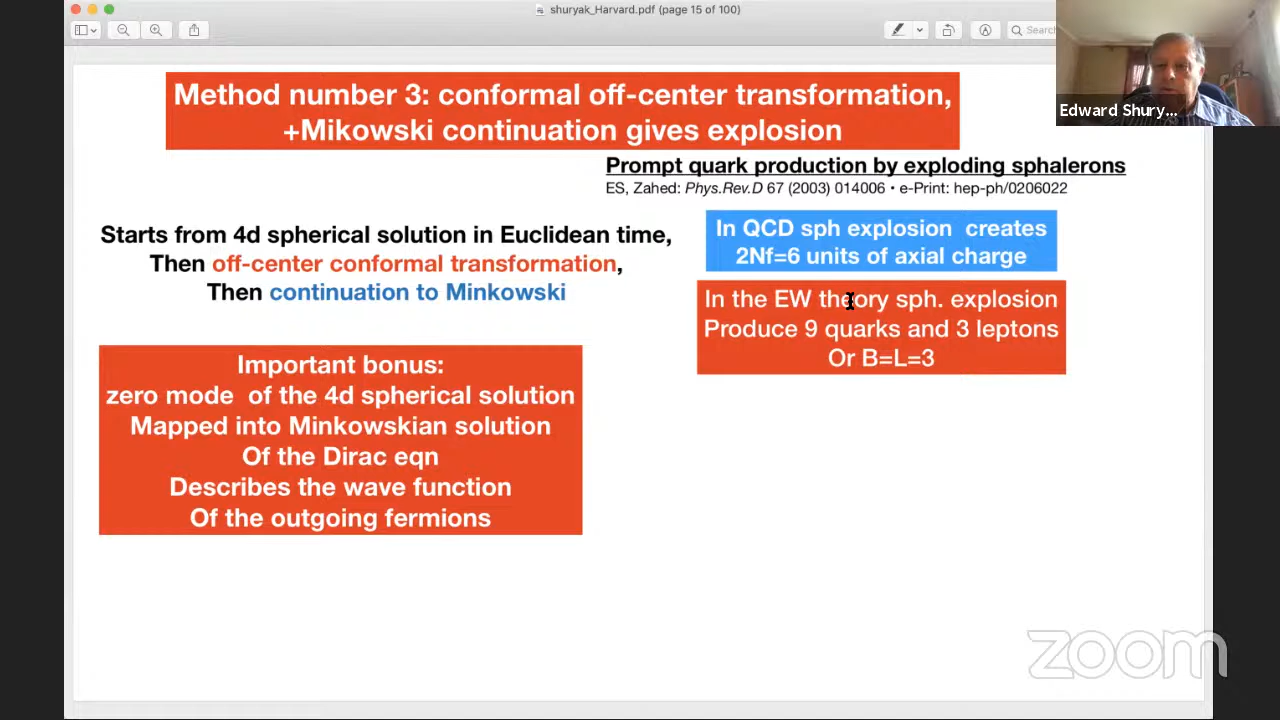 shuryak_Harvard.pdf (page 15 of 100)
Search
Edward Shury...
Method number 3: conformal off-center transformation,
+Mikowski continuation gives explosion
Prompt quark production by exploding sphalerons
ES, Zahed: Phys.Rev.D 67 (2003) 014006 • e-Print: hep-ph/0206022
Starts from 4d spherical solution in Euclidean time,
Then off-center conformal transformation,
Then continuation to Minkowski
In QCD sph explosion creates
2Nf=6 units of axial charge
In the EW theory sph. explosion
Produce 9 quarks and 3 leptons
Or B=L=3
Important bonus:
zero mode of the 4d spherical solution
Mapped into Minkowskian solution
Of the Dirac eqn
Describes the wave function
Of the outgoing fermions
zoom